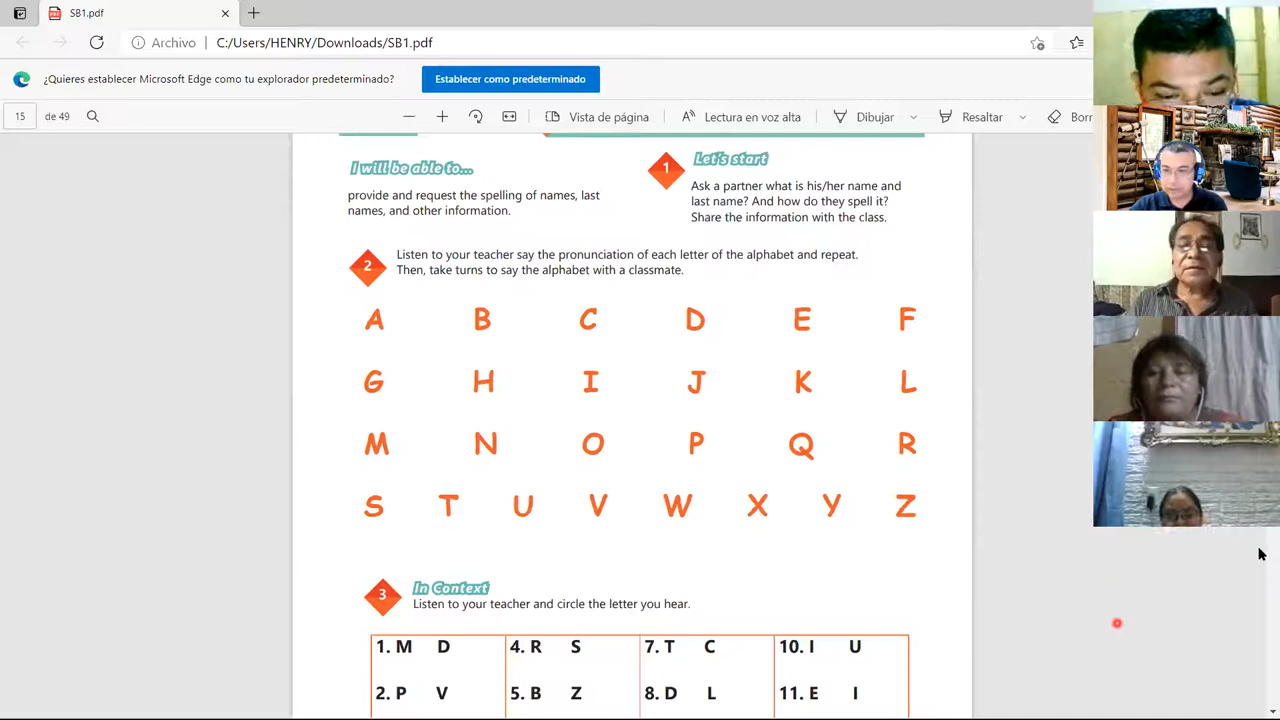 SB1.pdf
Archivo C:/Users/HENRY/Downloads/SB1.pdf
¿Quieres establecer Microsoft Edge como tu explorador predeterminado? Establecer como predeterminado
15 de 49 Vista de página Lectura en voz alta Dibujar Resaltar Borr
I will be able to...
provide and request the spelling of names, last
names, and other information.
1 Let's start
Ask a partner what is his/her name and
last name? And how do they spell it?
Share the information with the class.
2 Listen to your teacher say the pronunciation of each letter of the alphabet and repeat.
Then, take turns to say the alphabet with a classmate.
A B C D E F
G H I J K L
M N O P Q R
S T U V W X Y Z
3 In Context
Listen to your teacher and circle the letter you hear.
1. M D 4. R S 7. T C 10. I U
2. P V 5. B Z 8. D L 11. E I